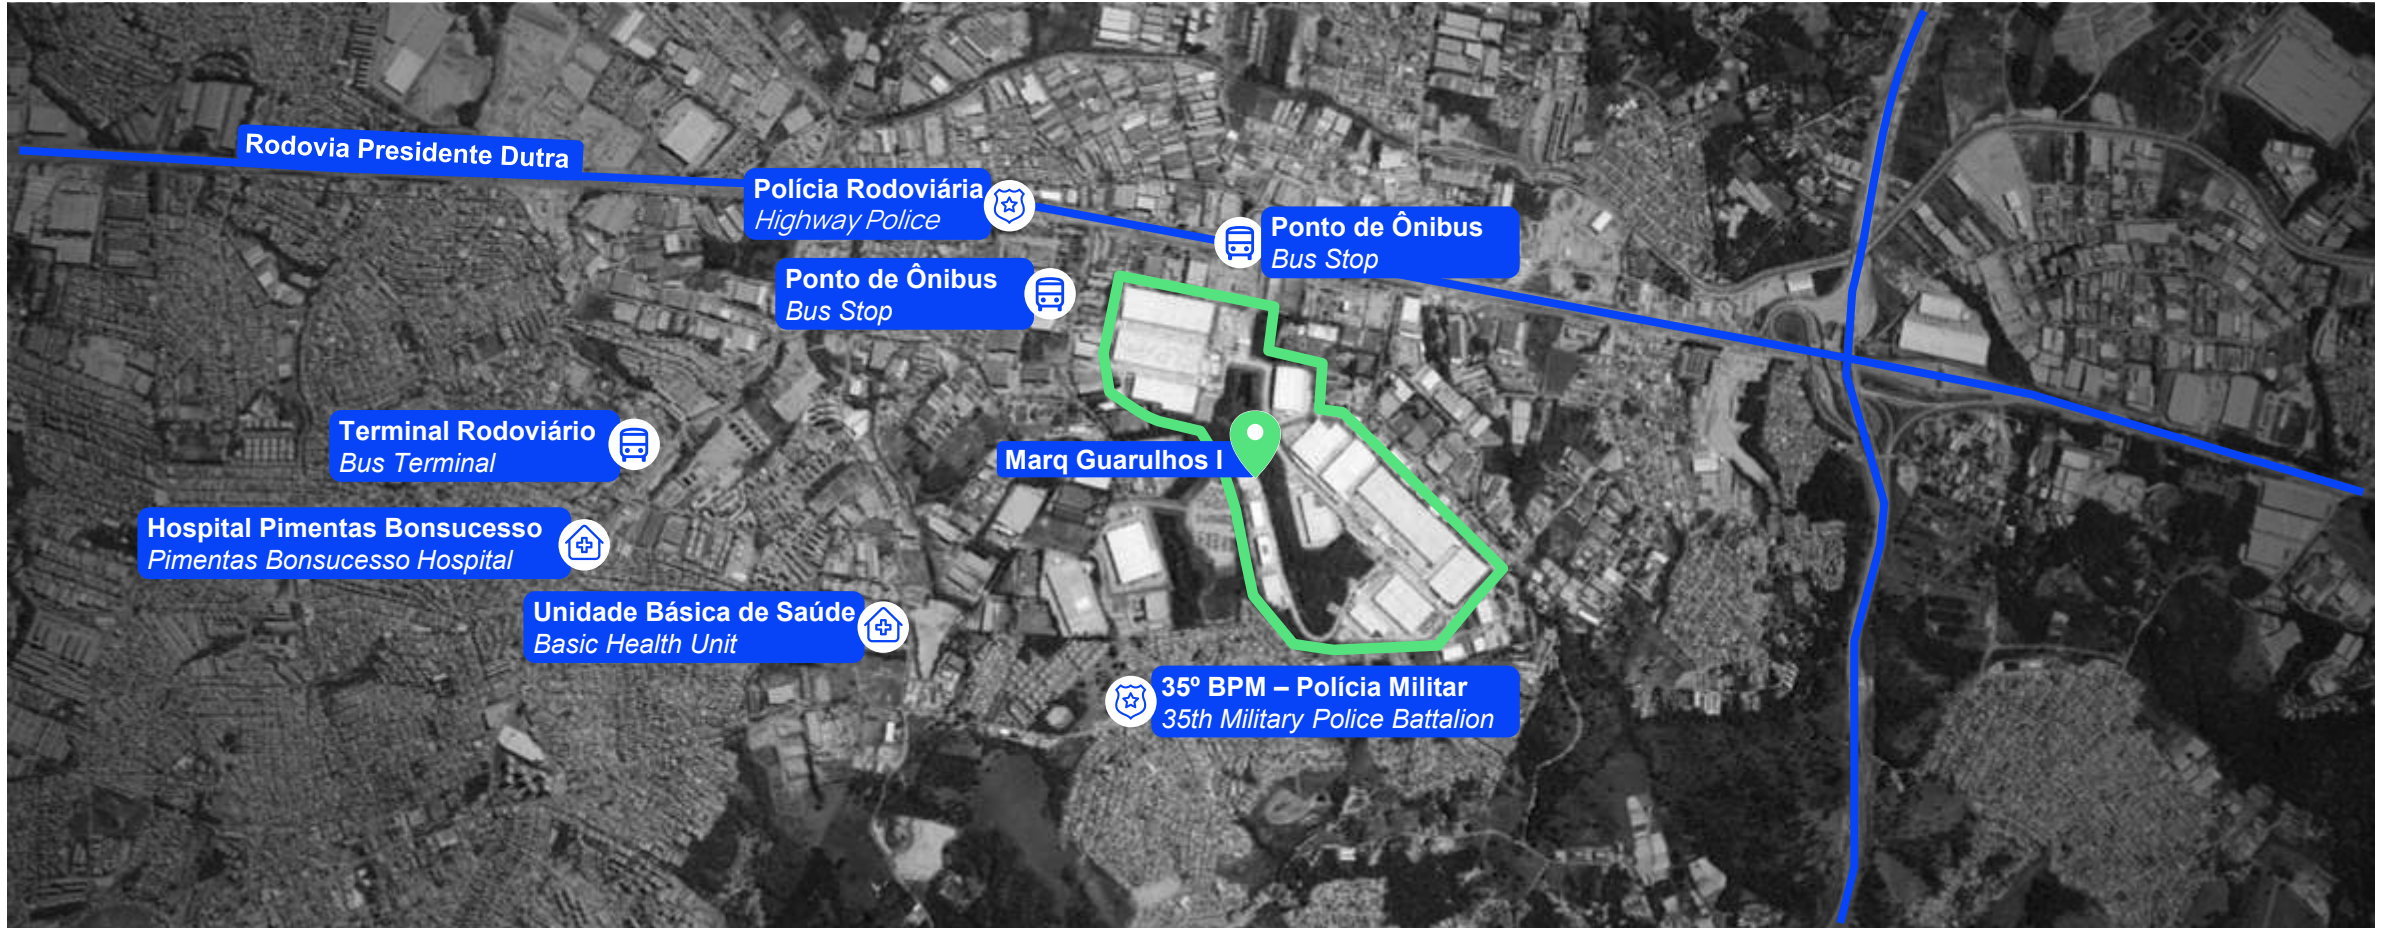 Rodovia Presidente Dutra
Polícia Rodoviária
Highway Police
Ponto de Ônibus
Bus Stop
Ponto de Ônibus
Bus Stop
Terminal Rodoviário
Bus Terminal
Marq Guarulhos I
Hospital Pimentas Bonsucesso
Pimentas Bonsucesso Hospital
Unidade Básica de Saúde
Basic Health Unit
35º BPM – Polícia Militar
35th Military Police Battalion